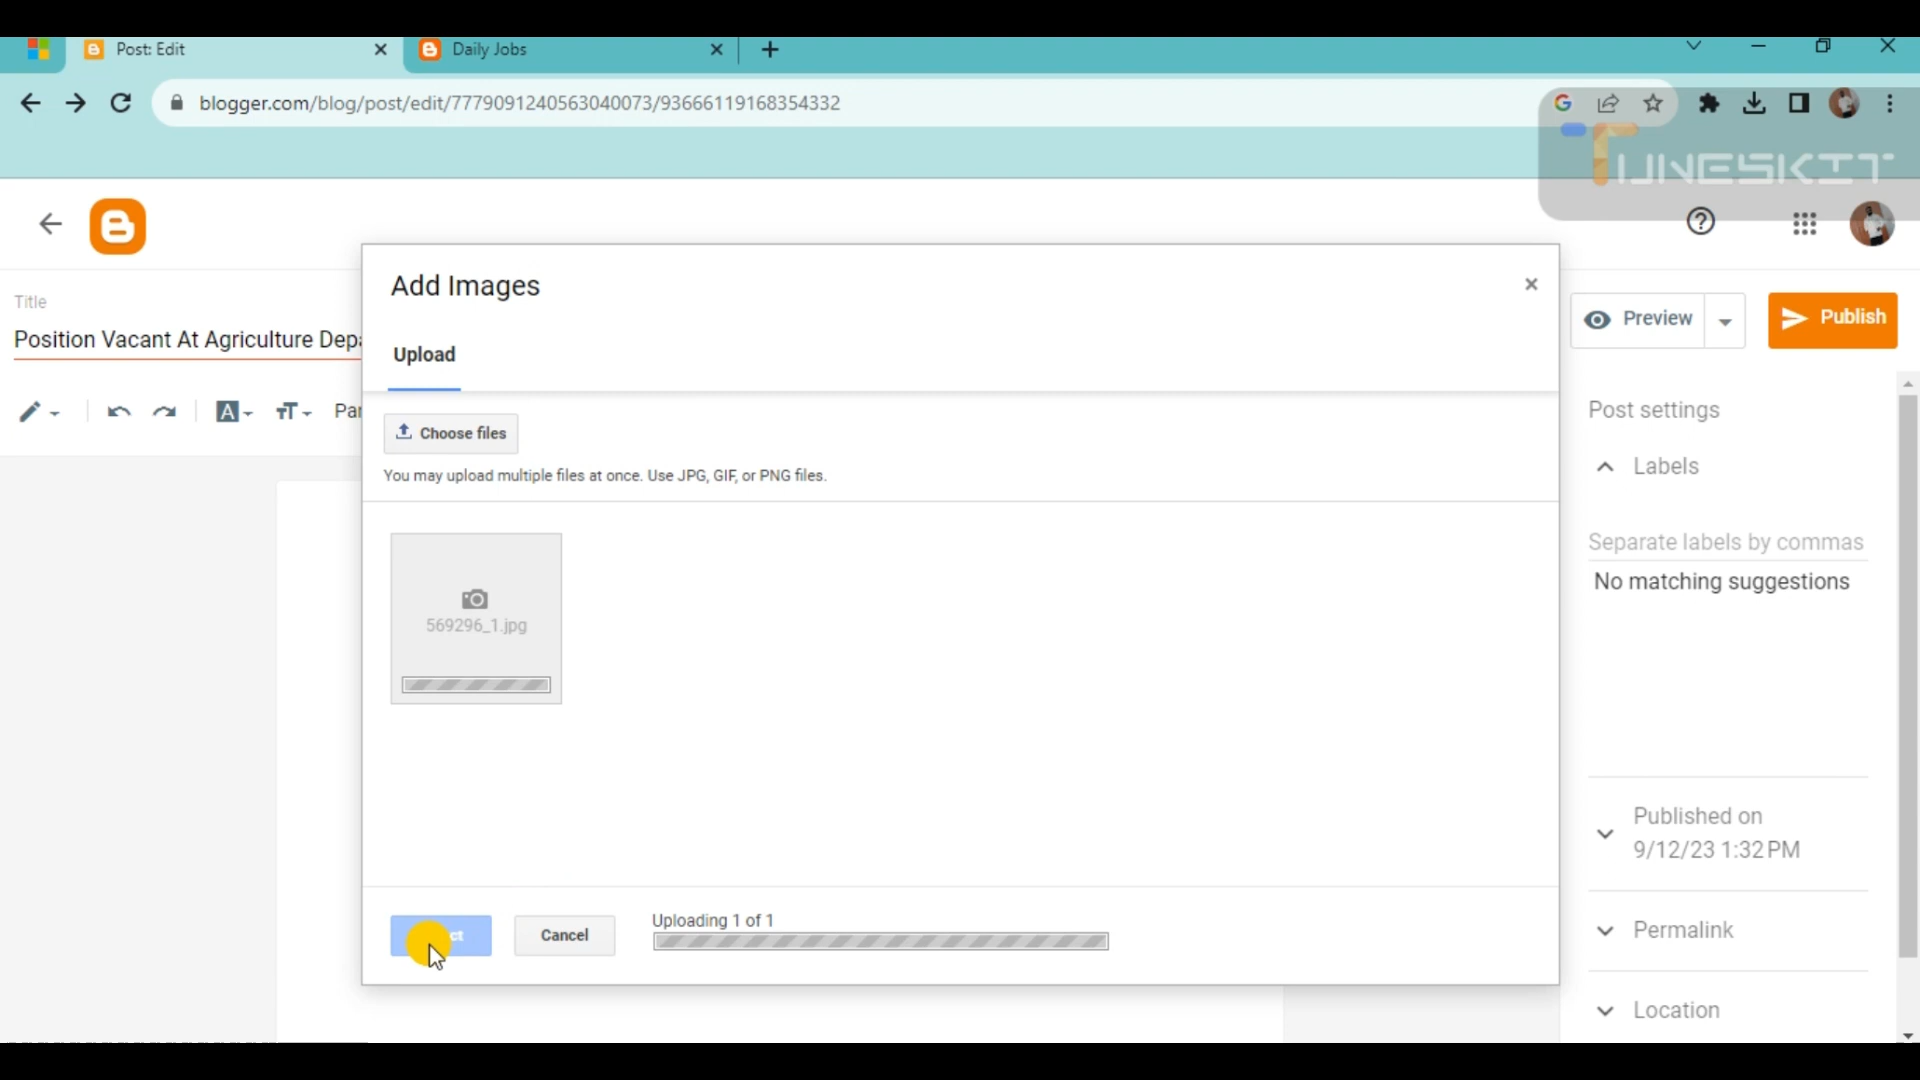 Post: Edit
Daily Jobs
blogger.com/blog/post/edit/7779091240563040073/93666119168354332
TUNESKIT
Add Images
Title
Position Vacant At Agriculture
Preview
Publish
Upload
Choose files
You may upload multiple files at once. Use JPG, GIF, or PNG files.
Post settings
Labels
Separate labels by commas
No matching suggestions
569296_1.jpg
Published on
9/12/23 1:32 PM
Uploading 1 of 1
Cancel
Permalink
Location